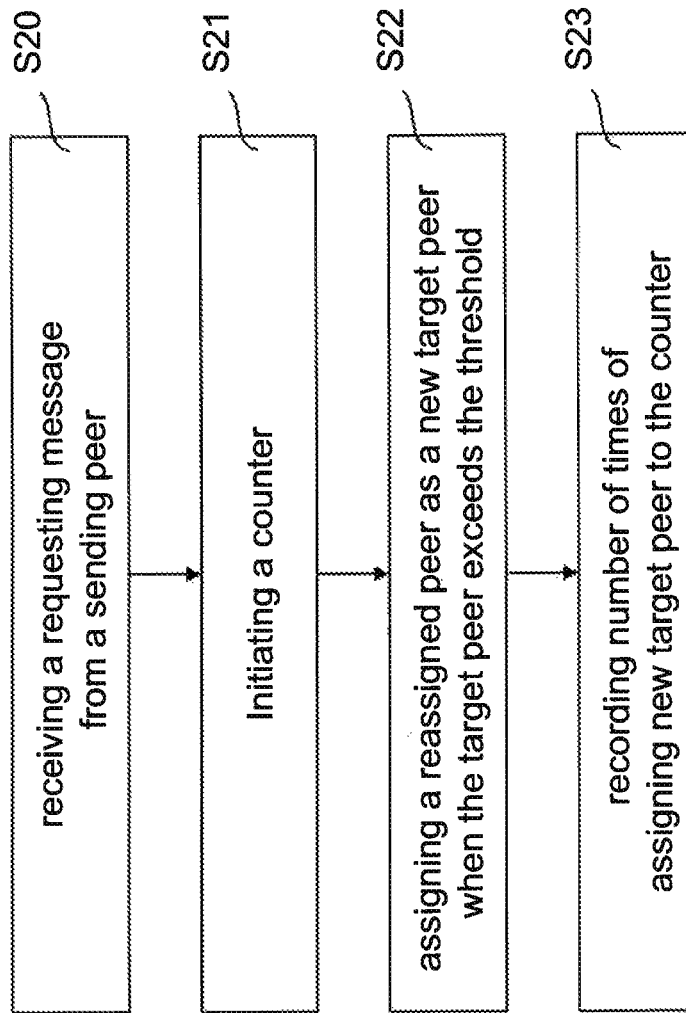 receiving a requesting message
from a sending peer
S20
Initiating a counter
S21
assigning a reassigned peer as a new target peer
when the target peer exceeds the threshold
S22
recording number of times of
assigning new target peer to the counter
S23